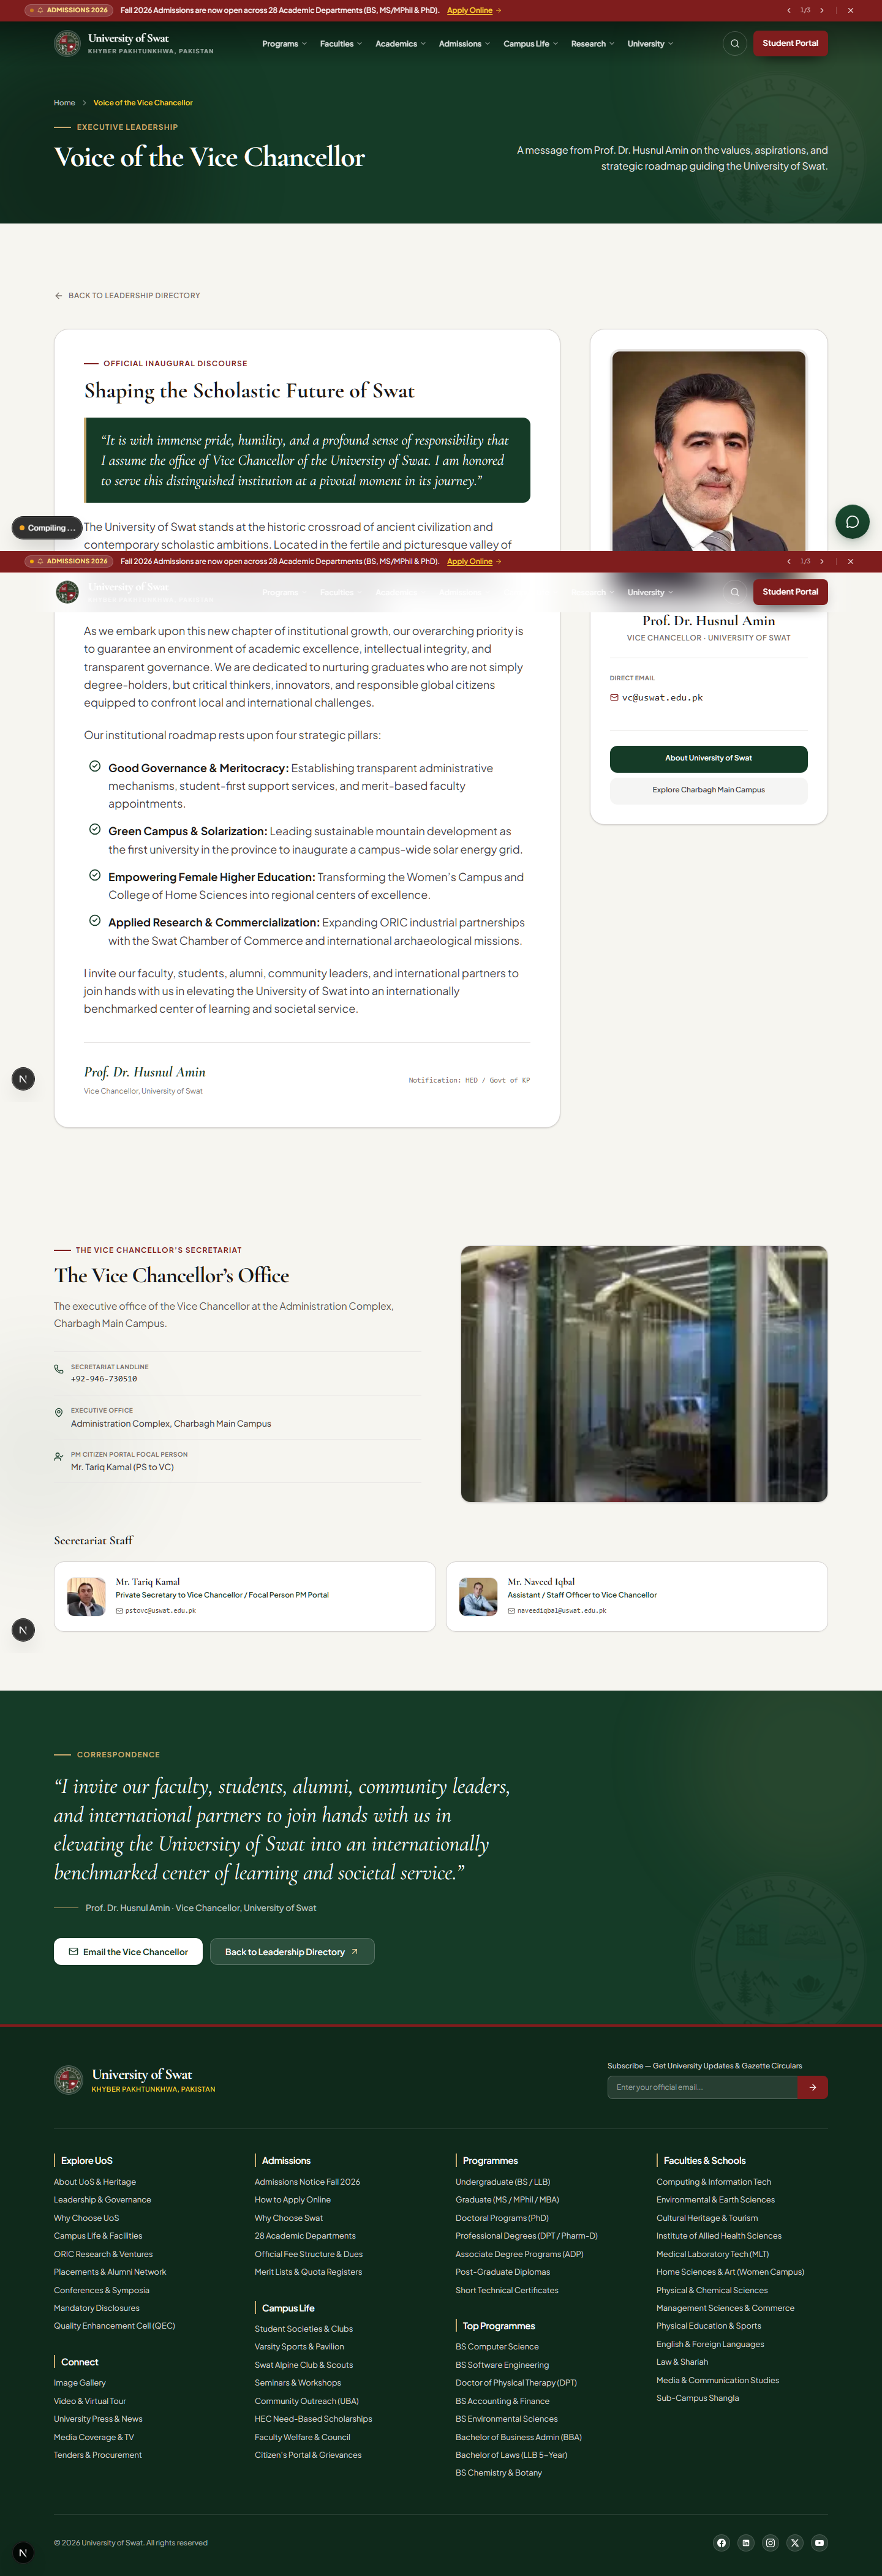 ADMISSIONS 2026
Fall 2026 Admissions are now open across 28 Academic Departments (BS, MS/MPhil & PhD). Apply Online
1/3
University of Swat
KHYBER PAKHTUNKHWA, PAKISTAN
Programs
Faculties
Academics
Admissions
Campus Life
Research
University
Student Portal
Home
Voice of the Vice Chancellor
EXECUTIVE LEADERSHIP
Voice of the Vice Chancellor
A message from Prof. Dr. Husnul Amin on the values, aspirations, and
strategic roadmap guiding the University of Swat.
BACK TO LEADERSHIP DIRECTORY
OFFICIAL INAUGURAL DISCOURSE
Shaping the Scholastic Future of Swat
“It is with immense pride, humility, and a profound sense of responsibility that
I assume the office of Vice Chancellor of the University of Swat. I am honored
to serve this distinguished institution at a pivotal moment in its journey.”
Compiling ...
The University of Swat stands at the historic crossroad of ancient civilization and
contemporary scholastic ambitions. Located in the fertile and picturesque valley of
ADMISSIONS 2026
Fall 2026 Admissions are now open across 28 Academic Departments (BS, MS/MPhil & PhD). Apply Online
1/3
University of Swat
Programs
Faculties
Research
University
Student Portal
As we embark upon this new chapter of institutional growth, our overarching priority is
to guarantee an environment of academic excellence, intellectual integrity, and
transparent governance. We are dedicated to nurturing graduates who are not simply
degree-holders, but critical thinkers, innovators, and responsible global citizens
equipped to confront local and international challenges.
Our institutional roadmap rests upon four strategic pillars:
Good Governance & Meritocracy: Establishing transparent administrative
mechanisms, student-first support services, and merit-based faculty
appointments.
Green Campus & Solarization: Leading sustainable mountain development as
the first university in the province to inaugurate a campus-wide solar energy grid.
Empowering Female Higher Education: Transforming the Women’s Campus and
College of Home Sciences into regional centers of excellence.
Applied Research & Commercialization: Expanding ORIC industrial partnerships
with the Swat Chamber of Commerce and international archaeological missions.
I invite our faculty, students, alumni, community leaders, and international partners to
join hands with us in elevating the University of Swat into an internationally
benchmarked center of learning and societal service.
Prof. Dr. Husnul Amin
Vice Chancellor, University of Swat
Notification: HED / Govt of KP
Prof. Dr. Husnul Amin
VICE CHANCELLOR · UNIVERSITY OF SWAT
DIRECT EMAIL
vc@uswat.edu.pk
About University of Swat
Explore Charbagh Main Campus
N
THE VICE CHANCELLOR’S SECRETARIAT
The Vice Chancellor’s Office
The executive office of the Vice Chancellor at the Administration Complex,
Charbagh Main Campus.
SECRETARIAT LANDLINE
+92-946-730510
EXECUTIVE OFFICE
Administration Complex, Charbagh Main Campus
PM CITIZEN PORTAL FOCAL PERSON
Mr. Tariq Kamal (PS to VC)
Secretariat Staff
Mr. Tariq Kamal
Private Secretary to Vice Chancellor / Focal Person PM Portal
pstovc@uswat.edu.pk
Mr. Naveed Iqbal
Assistant / Staff Officer to Vice Chancellor
naveediqbal@uswat.edu.pk
N
CORRESPONDENCE
“I invite our faculty, students, alumni, community leaders,
and international partners to join hands with us in
elevating the University of Swat into an internationally
benchmarked center of learning and societal service.”
Prof. Dr. Husnul Amin · Vice Chancellor, University of Swat
Email the Vice Chancellor
Back to Leadership Directory
UNIVERSITY OF
University of Swat
KHYBER PAKHTUNKHWA, PAKISTAN
Subscribe — Get University Updates & Gazette Circulars
Enter your official email...
Explore UoS
About UoS & Heritage
Leadership & Governance
Why Choose UoS
Campus Life & Facilities
ORIC Research & Ventures
Placements & Alumni Network
Conferences & Symposia
Mandatory Disclosures
Quality Enhancement Cell (QEC)
Connect
Image Gallery
Video & Virtual Tour
University Press & News
Media Coverage & TV
Tenders & Procurement
Admissions
Admissions Notice Fall 2026
How to Apply Online
Why Choose Swat
28 Academic Departments
Official Fee Structure & Dues
Merit Lists & Quota Registers
Campus Life
Student Societies & Clubs
Varsity Sports & Pavilion
Swat Alpine Club & Scouts
Seminars & Workshops
Community Outreach (UBA)
HEC Need-Based Scholarships
Faculty Welfare & Council
Citizen’s Portal & Grievances
Programmes
Undergraduate (BS / LLB)
Graduate (MS / MPhil / MBA)
Doctoral Programs (PhD)
Professional Degrees (DPT / Pharm-D)
Associate Degree Programs (ADP)
Post-Graduate Diplomas
Short Technical Certificates
Top Programmes
BS Computer Science
BS Software Engineering
Doctor of Physical Therapy (DPT)
BS Accounting & Finance
BS Environmental Sciences
Bachelor of Business Admin (BBA)
Bachelor of Laws (LLB 5-Year)
BS Chemistry & Botany
Faculties & Schools
Computing & Information Tech
Environmental & Earth Sciences
Cultural Heritage & Tourism
Institute of Allied Health Sciences
Medical Laboratory Tech (MLT)
Home Sciences & Art (Women Campus)
Physical & Chemical Sciences
Management Sciences & Commerce
Physical Education & Sports
English & Foreign Languages
Law & Shariah
Media & Communication Studies
Sub-Campus Shangla
© 2026 University of Swat. All rights reserved
N